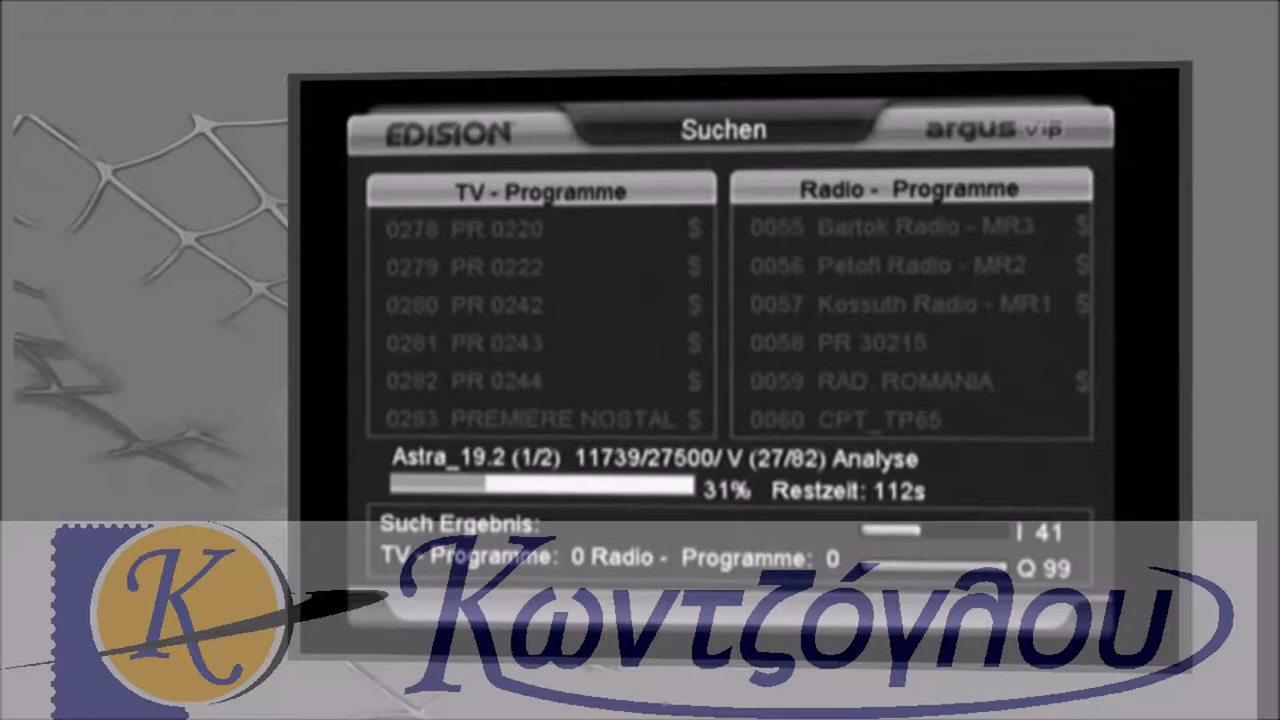 EDISION Suchen argus vip
TV - Programme
0278 PR 0220 $
0279 PR 0222 $
0280 PR 0242 $
0281 PR 0243 $
0282 PR 0244 $
0283 PREMIERE NOSTAL $
Radio - Programme
0055 Bartok Radio - MR3 $
0056 Petofi Radio - MR2 $
0057 Kossuth Radio - MR1 $
0058 PR 30215
0059 RAD. ROMANIA $
0060 CPT_TP65
Astra_19.2 (1/2) 11739/27500/ V (27/82) Analyse
31% Restzeit: 112s
Such Ergebnis:
TV - Programme: 0 Radio - Programme: 0
I 41
Q 99
K
Κωντζόγλου